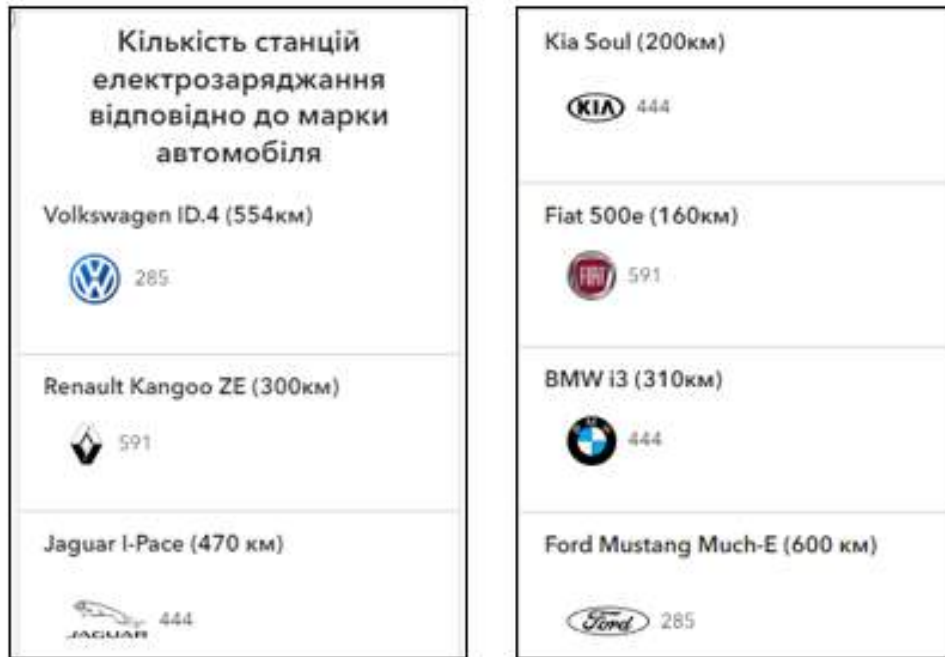 Кількість станцій
електрозаряджання
відповідно до марки
автомобіля
Volkswagen ID.4 (554км)
285
Renault Kangoo ZE (300км)
591
Jaguar I-Pace (470 км)
JAGUAR 444
Kia Soul (200км)
KIA 444
Fiat 500e (160км)
FIAT 591
BMW i3 (310км)
BMW 444
Ford Mustang Much-E (600 км)
Ford 285